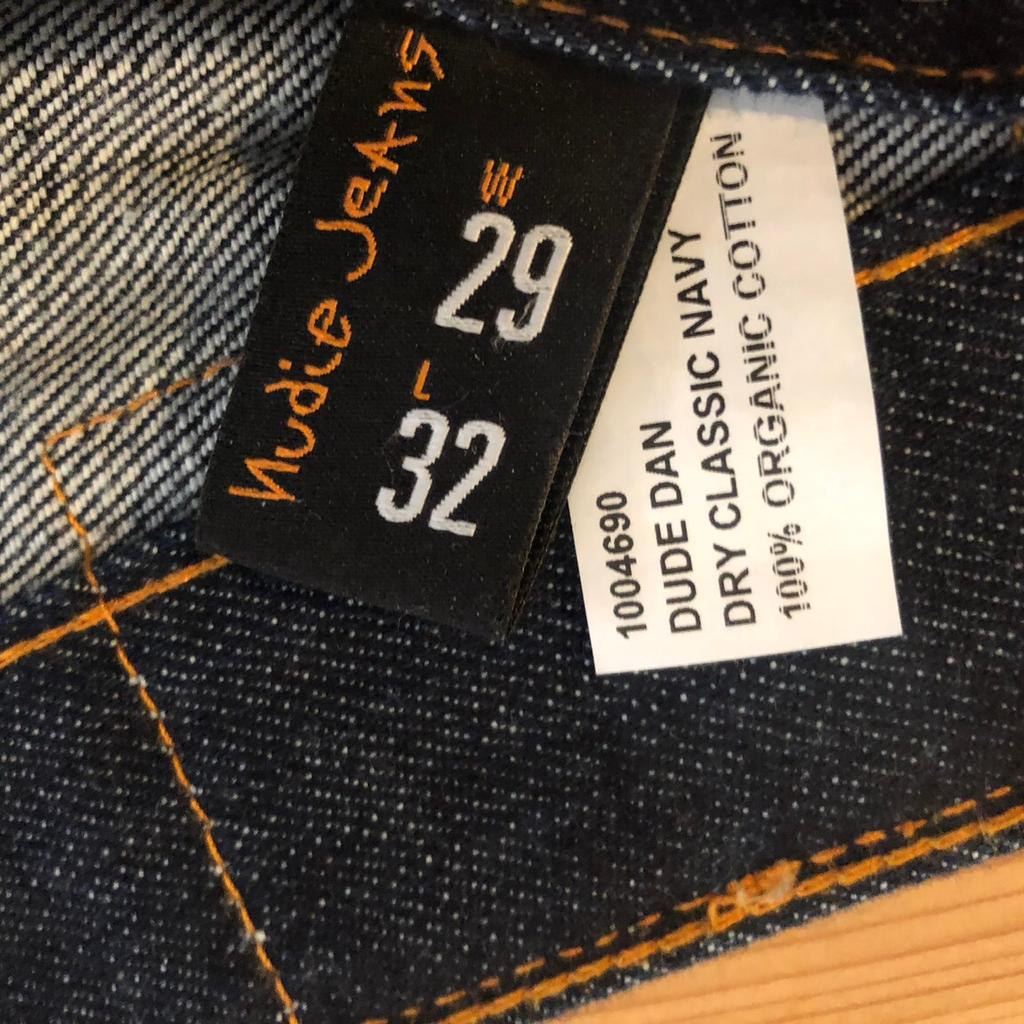 Nudie Jeans
W
29
L
32
1004690
DUDE DAN
DRY CLASSIC NAVY
100% ORGANIC COTTON